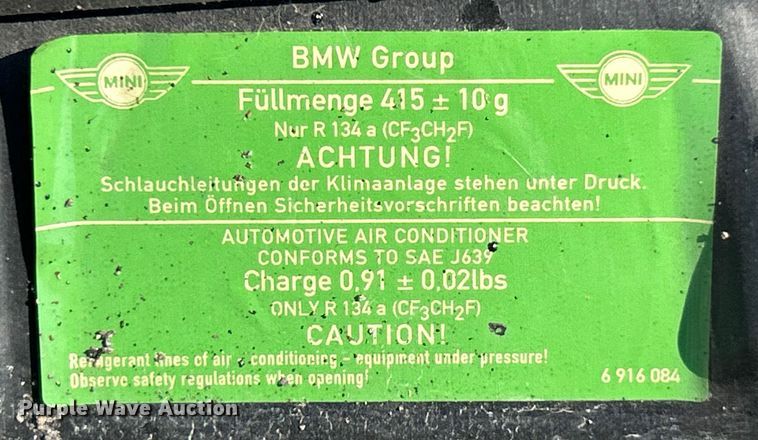 BMW Group
MINI
MINI
Füllmenge 415 ± 10 g
Nur R 134 a (CF₃CH₂F)
ACHTUNG!
Schlauchleitungen der Klimaanlage stehen unter Druck.
Beim Öffnen Sicherheitsvorschriften beachten!
AUTOMOTIVE AIR CONDITIONER
CONFORMS TO SAE J639
Charge 0,91 ± 0,02lbs
ONLY R 134 a (CF₃CH₂F)
CAUTION!
Refrigerant lines of air - conditioning - equipment under pressure!
Observe safety regulations when opening!
6 916 084
Purple Wave Auction